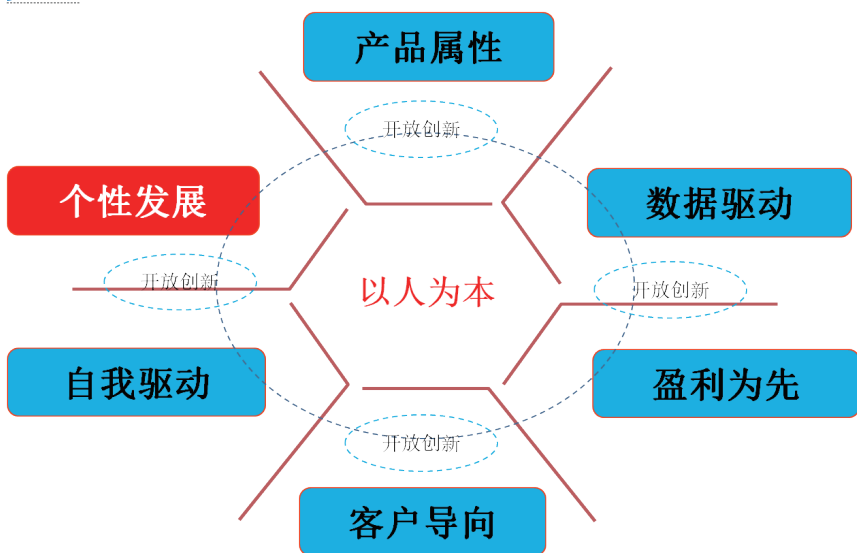 产品属性
开放创新
个性发展
数据驱动
开放创新
以人为本
开放创新
自我驱动
盈利为先
开放创新
客户导向